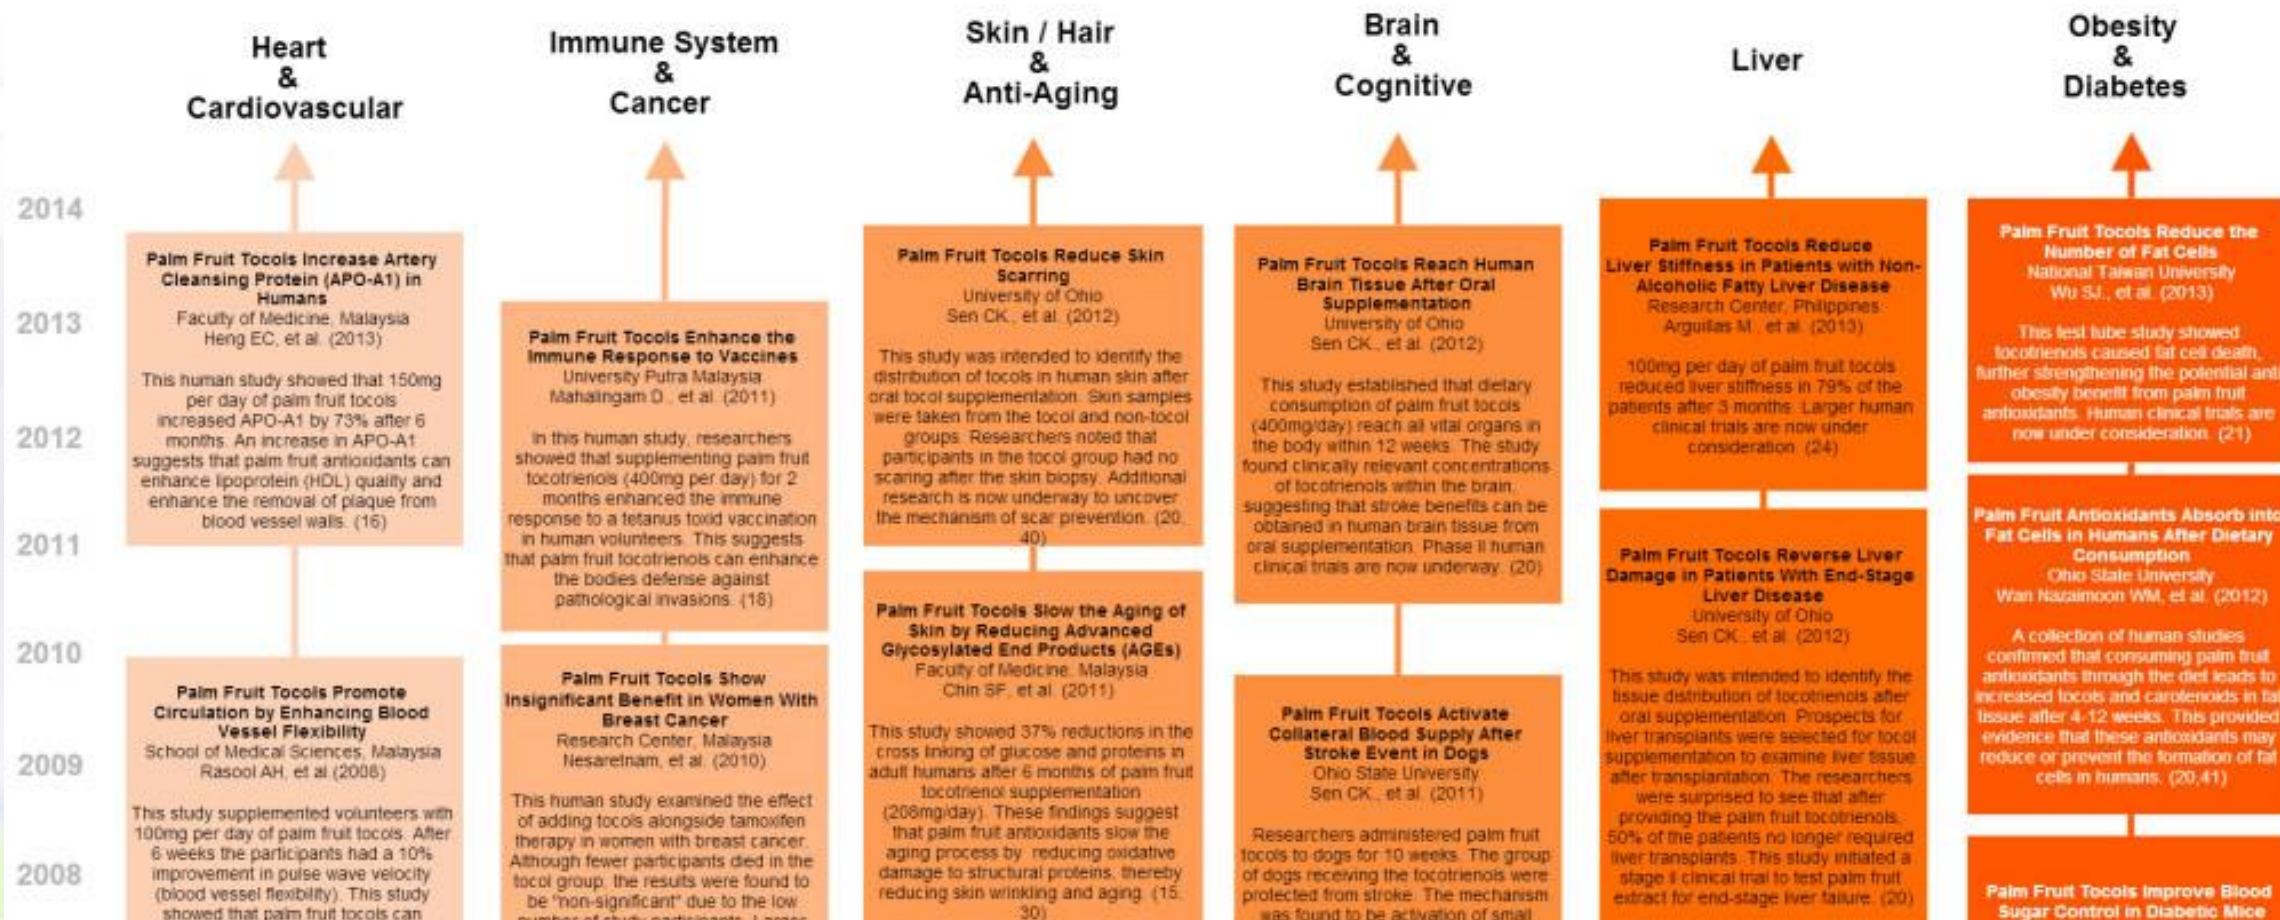 Heart
&
Cardiovascular
Immune System
&
Cancer
Skin / Hair
&
Anti-Aging
Brain
&
Cognitive
Liver
Obesity
&
Diabetes
2014
2013
2012
2011
2010
2009
2008
Palm Fruit Tocols Increase Artery
Cleansing Protein (APO-A1) in
Humans
Faculty of Medicine, Malaysia
Heng EC, et al. (2013)
This human study showed that 150mg
per day of palm fruit tocols
increased APO-A1 by 73% after 6
months. An increase in APO-A1
suggests that palm fruit antioxidants can
enhance lipoprotein (HDL) quality and
enhance the removal of plaque from
blood vessel walls. (16)
Palm Fruit Tocols Promote
Circulation by Enhancing Blood
Vessel Flexibility
School of Medical Sciences, Malaysia
Rasool AH, et al (2008)
This study supplemented volunteers with
100mg per day of palm fruit tocols. After
6 weeks the participants had a 10%
improvement in pulse wave velocity
(blood vessel flexibility). This study
showed that palm fruit tocols can
Palm Fruit Tocols Enhance the
Immune Response to Vaccines
University Putra Malaysia
Mahalingam D., et al. (2011)
In this human study, researchers
showed that supplementing palm fruit
tocotrienols (400mg per day) for 2
months enhanced the immune
response to a tetanus toxid vaccination
in human volunteers. This suggests
that palm fruit tocotrienols can enhance
the bodies defense against
pathological invasions. (18)
Palm Fruit Tocols Show
Insignificant Benefit in Women With
Breast Cancer
Research Center, Malaysia
Nesaretnam, et al. (2010)
This human study examined the effect
of adding tocols alongside tamoxifen
therapy in women with breast cancer.
Although fewer participants died in the
tocol group, the results were found to
be "non-significant" due to the low
number of study participants. Larger
Palm Fruit Tocols Reduce Skin
Scarring
University of Ohio
Sen CK., et al. (2012)
This study was intended to identify the
distribution of tocols in human skin after
oral tocol supplementation. Skin samples
were taken from the tocol and non-tocol
groups. Researchers noted that
participants in the tocol group had no
scaring after the skin biopsy. Additional
research is now underway to uncover
the mechanism of scar prevention. (20,
40)
Palm Fruit Tocols Slow the Aging of
Skin by Reducing Advanced
Glycosylated End Products (AGEs)
Faculty of Medicine, Malaysia
Chin SF, et al. (2011)
This study showed 37% reductions in the
cross linking of glucose and proteins in
adult humans after 6 months of palm fruit
tocotrienol supplementation
(208mg/day). These findings suggest
that palm fruit antioxidants slow the
aging process by reducing oxidative
damage to structural proteins, thereby
reducing skin wrinkling and aging. (15,
30)
Palm Fruit Tocols Reach Human
Brain Tissue After Oral
Supplementation
University of Ohio
Sen CK., et al. (2012)
This study established that dietary
consumption of palm fruit tocols
(400mg/day) reach all vital organs in
the body within 12 weeks. The study
found clinically relevant concentrations
of tocotrienols within the brain,
suggesting that stroke benefits can be
obtained in human brain tissue from
oral supplementation. Phase II human
clinical trials are now underway. (20)
Palm Fruit Tocols Activate
Collateral Blood Supply After
Stroke Event in Dogs
Ohio State University
Sen CK., et al. (2011)
Researchers administered palm fruit
tocols to dogs for 10 weeks. The group
of dogs receiving the tocotrienols were
protected from stroke. The mechanism
was found to be activation of small
Palm Fruit Tocols Reduce
Liver Stiffness in Patients with Non-
Alcoholic Fatty Liver Disease
Research Center, Philippines
Arguillas M., et al. (2013)
100mg per day of palm fruit tocols
reduced liver stiffness in 79% of the
patients after 3 months. Larger human
clinical trials are now under
consideration. (24)
Palm Fruit Tocols Reverse Liver
Damage in Patients With End-Stage
Liver Disease
University of Ohio
Sen CK., et al. (2012)
This study was intended to identify the
tissue distribution of tocotrienols after
oral supplementation. Prospects for
liver transplants were selected for tocol
supplementation to examine liver tissue
after transplantation. The researchers
were surprised to see that after
providing the palm fruit tocotrienols,
50% of the patients no longer required
liver transplants. This study initiated a
stage II clinical trial to test palm fruit
extract for end-stage liver failure. (20)
Palm Fruit Tocols Reduce the
Number of Fat Cells
National Taiwan University
Wu SJ., et al. (2013)
This test tube study showed
tocotrienols caused fat cell death,
further strengthening the potential anti
obesity benefit from palm fruit
antioxidants. Human clinical trials are
now under consideration. (21)
Palm Fruit Antioxidants Absorb into
Fat Cells in Humans After Dietary
Consumption
Ohio State University
Wan Nazaimoon WM, et al. (2012)
A collection of human studies
confirmed that consuming palm fruit
antioxidants through the diet leads to
increased tocols and carotenoids in fat
tissue after 4-12 weeks. This provided
evidence that these antioxidants may
reduce or prevent the formation of fat
cells in humans. (20,41)
Palm Fruit Tocols Improve Blood
Sugar Control in Diabetic Mice